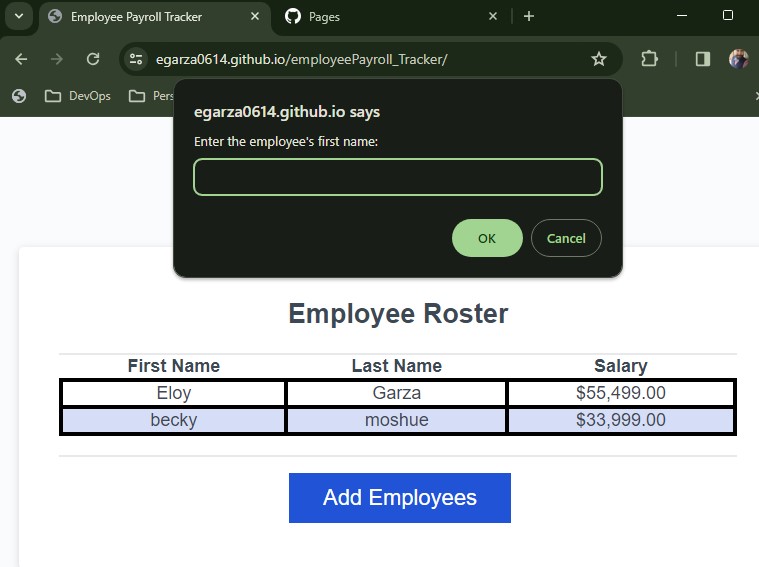 Employee Payroll Tracker
Pages
egarza0614.github.io/employeePayroll_Tracker/
DevOps
Pers
egarza0614.github.io says
Enter the employee's first name:
OK Cancel
Employee Roster
First Name Last Name Salary
Eloy Garza $55,499.00
becky moshue $33,999.00
Add Employees